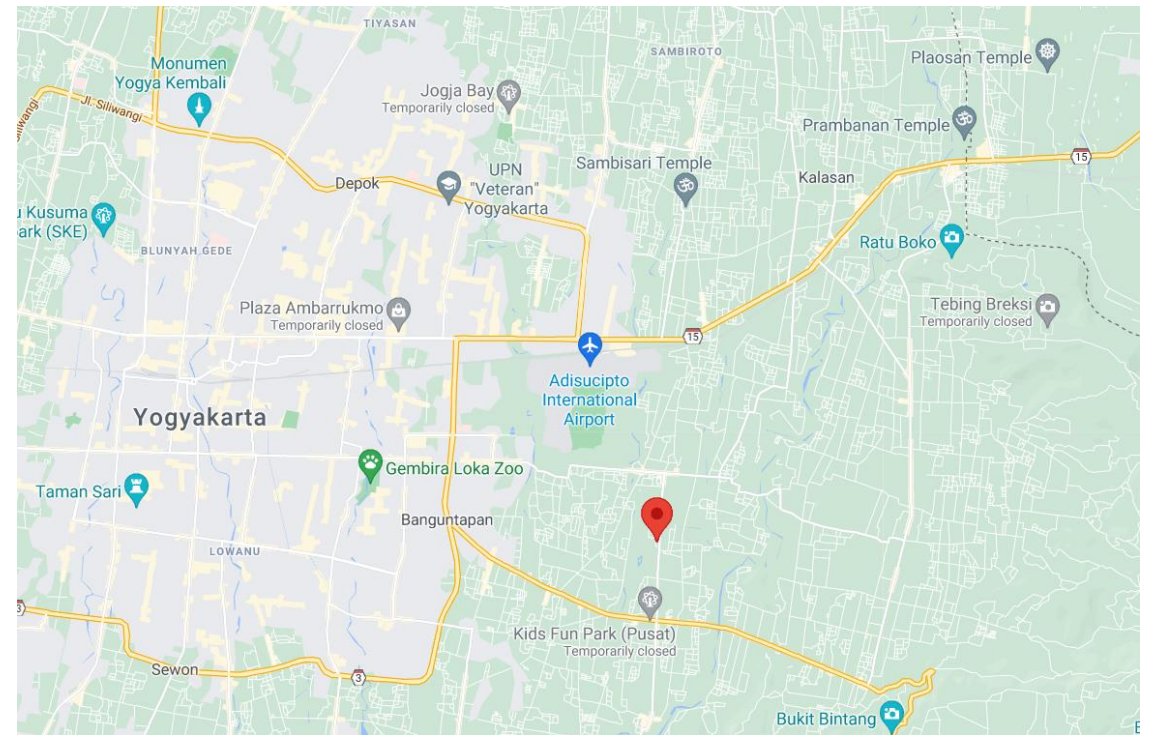 TIYASAN
SAMBIROTO
Plaosan Temple
Monumen
Yogya Kembali
Jogja Bay
Temporarily closed
Jl. Siliwangi
Prambanan Temple
15
Sambisari Temple
UPN
"Veteran"
Yogyakarta
Depok
Kalasan
u Kusuma
ark (SKE)
BLUNYAH GEDE
Ratu Boko
Plaza Ambarrukmo
Temporarily closed
Tebing Breksi
Temporarily closed
15
Adisucipto
International
Airport
Yogyakarta
Gembira Loka Zoo
Taman Sari
Banguntapan
LOWANU
3
Kids Fun Park (Pusat)
Temporarily closed
Sewon
3
Bukit Bintang